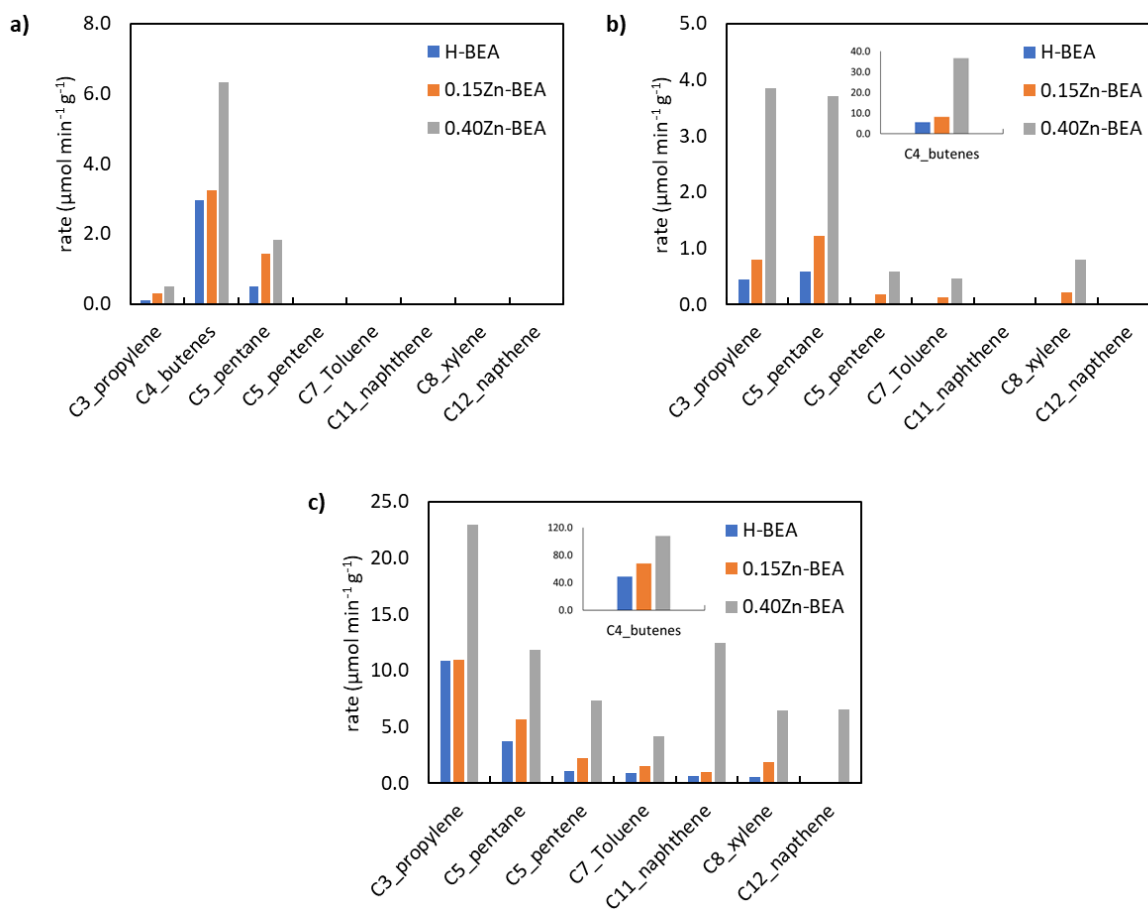 a)
8.0
6.0
4.0
2.0
0.0
rate (µmol min⁻¹ g⁻¹)
H-BEA
0.15Zn-BEA
0.40Zn-BEA
C3_propylene
C4_butenes
C5_pentane
C5_pentene
C7_Toluene
C11_naphthene
C8_xylene
C12_napthene
b)
5.0
4.0
3.0
2.0
1.0
0.0
rate (µmol min⁻¹ g⁻¹)
40.0
30.0
20.0
10.0
0.0
C4_butenes
H-BEA
0.15Zn-BEA
0.40Zn-BEA
C3_propylene
C5_pentane
C5_pentene
C7_Toluene
C11_naphthene
C8_xylene
C12_napthene
c)
25.0
20.0
15.0
10.0
5.0
0.0
rate (µmol min⁻¹ g⁻¹)
120.0
80.0
40.0
0.0
C4_butenes
H-BEA
0.15Zn-BEA
0.40Zn-BEA
C3_propylene
C5_pentane
C5_pentene
C7_Toluene
C11_naphthene
C8_xylene
C12_napthene